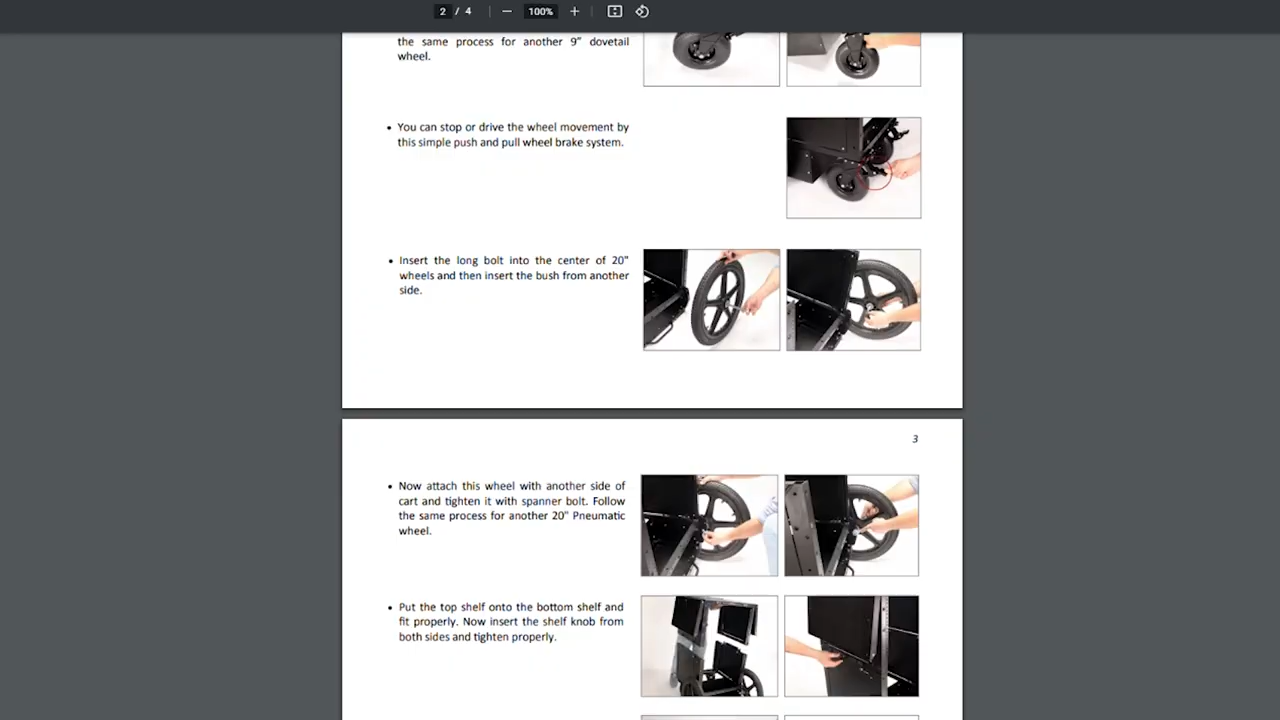 2 / 4
100%
the same process for another 9" dovetail
wheel.
• You can stop or drive the wheel movement by
this simple push and pull wheel brake system.
• Insert the long bolt into the center of 20"
wheels and then insert the bush from another
side.
3
• Now attach this wheel with another side of
cart and tighten it with spanner bolt. Follow
the same process for another 20" Pneumatic
wheel.
• Put the top shelf onto the bottom shelf and
fit properly. Now insert the shelf knob from
both sides and tighten properly.